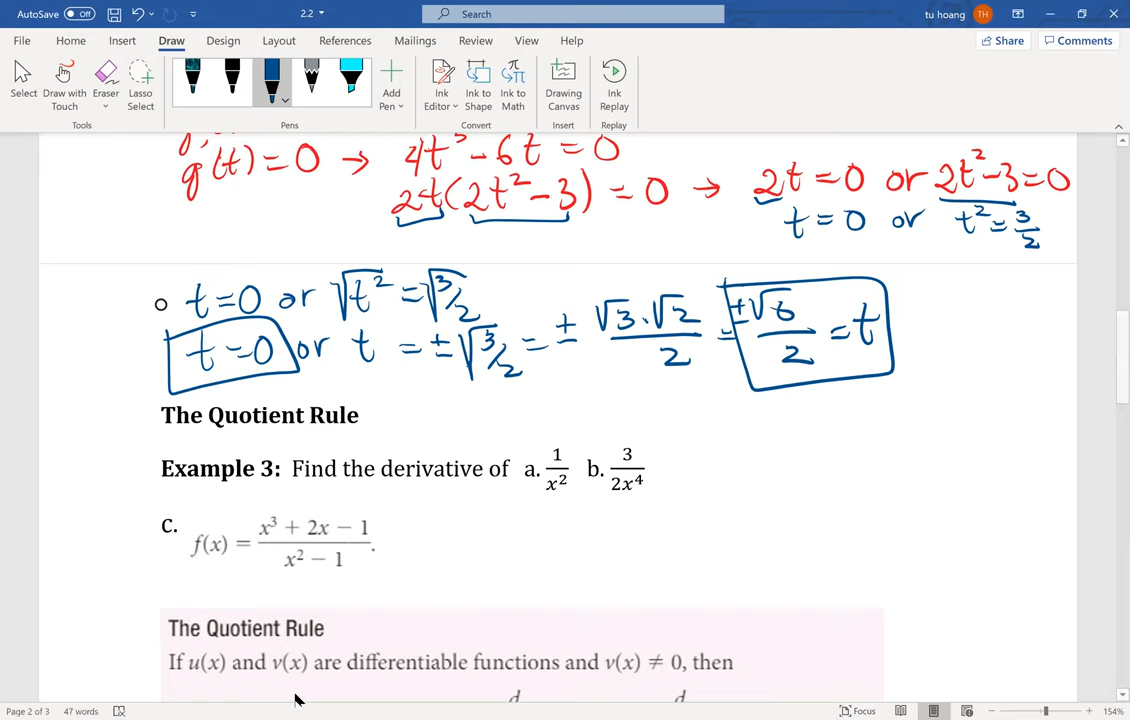 AutoSave Off 2.2 Search tu hoang TH
File Home Insert Draw Design Layout References Mailings Review View Help Share Comments
Select Draw with Touch Eraser Lasso Select Add Pen Ink Editor Ink to Shape Ink to Math Drawing Canvas Ink Replay
Tools Pens Convert Insert Replay
g'(t) = 0 → 4t³ - 6t = 0
2t(2t² - 3) = 0 → 2t = 0 or 2t² - 3 = 0
t = 0 or t² = 3/2
t = 0 or √t² = √3/2
t = 0 or t = ±√3/2 = ± √3·√2/2 = ±√6/2 = t
The Quotient Rule
Example 3: Find the derivative of a. 1/x² b. 3/2x⁴
C. f(x) = x³ + 2x − 1/x² − 1.
The Quotient Rule
If u(x) and v(x) are differentiable functions and v(x) ≠ 0, then
d d
Page 2 of 3 47 words Focus 154%